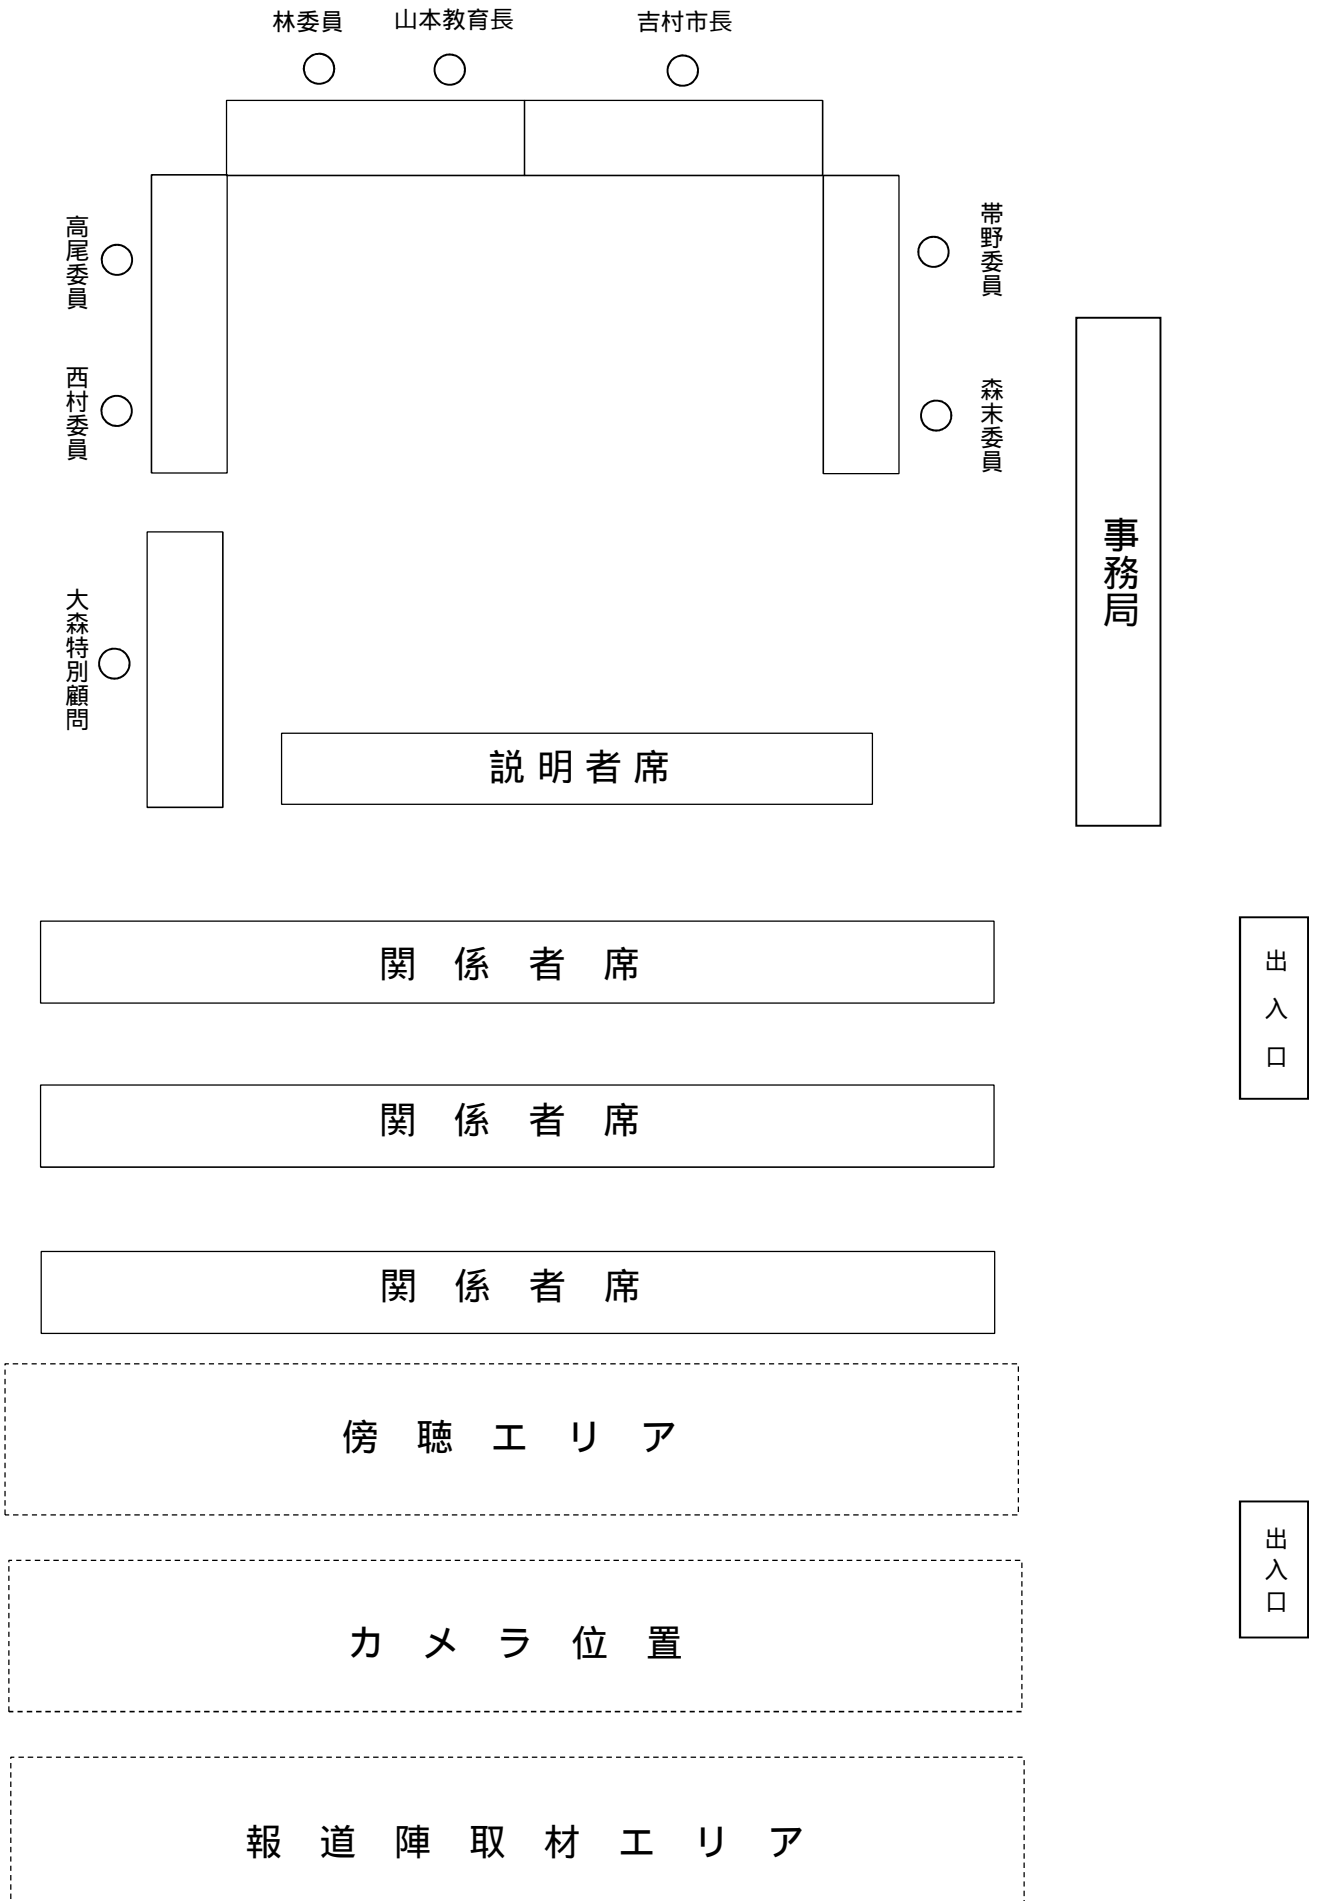 林委員
山本教育長
吉村市長
高尾委員
帯野委員
西村委員
森末委員
事務局
大森特別顧問
説明者席
関係者席
出入口
関係者席
関係者席
傍聴エリア
出入口
カメラ位置
報道陣取材エリア